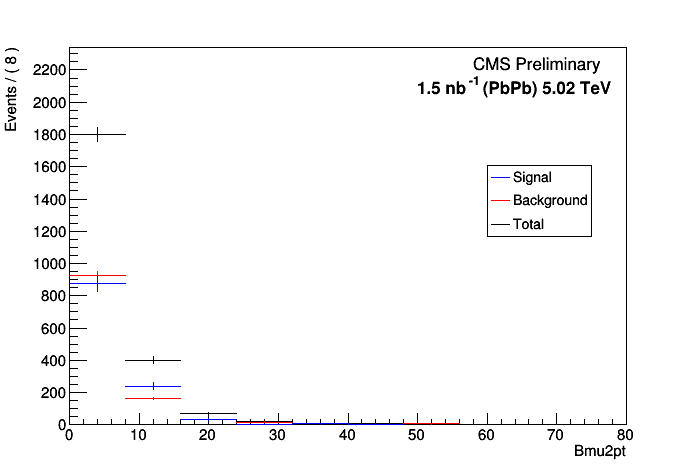 CMS Preliminary
1.5 nb-1 (PbPb) 5.02 TeV
Events / ( 8 )
2200
2000
1800
1600
1400
1200
1000
800
600
400
200
0
Signal
Background
Total
0 10 20 30 40 50 60 70 80
Bmu2pt